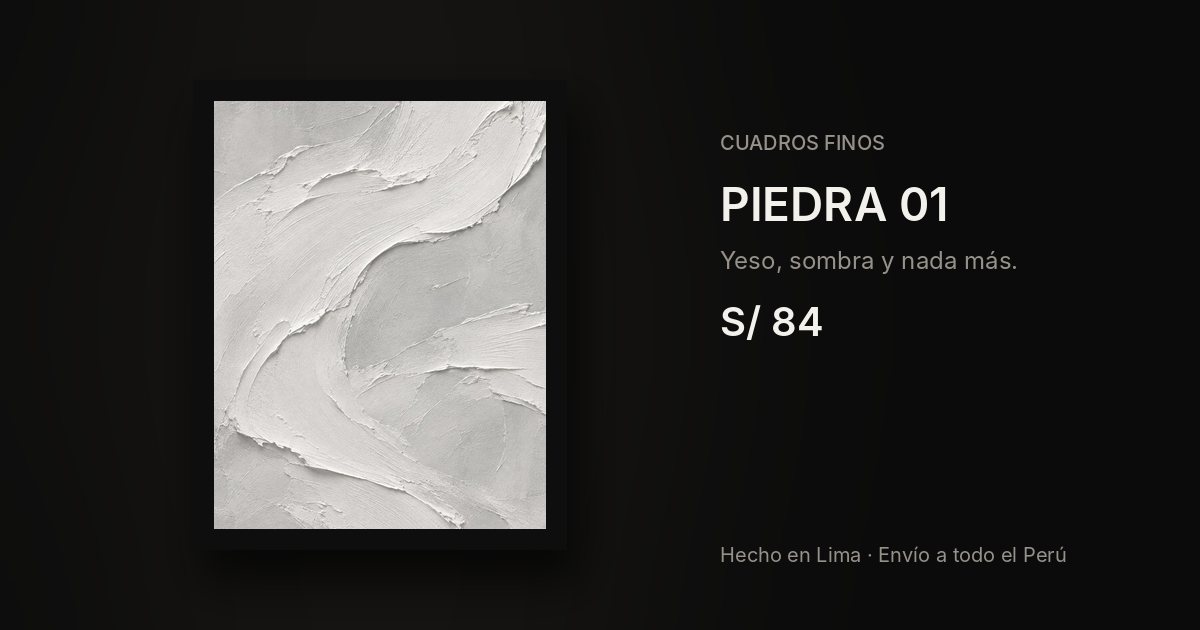 CUADROS FINOS
PIEDRA 01
Yeso, sombra y nada más.
S/ 84
Hecho en Lima · Envío a todo el Perú